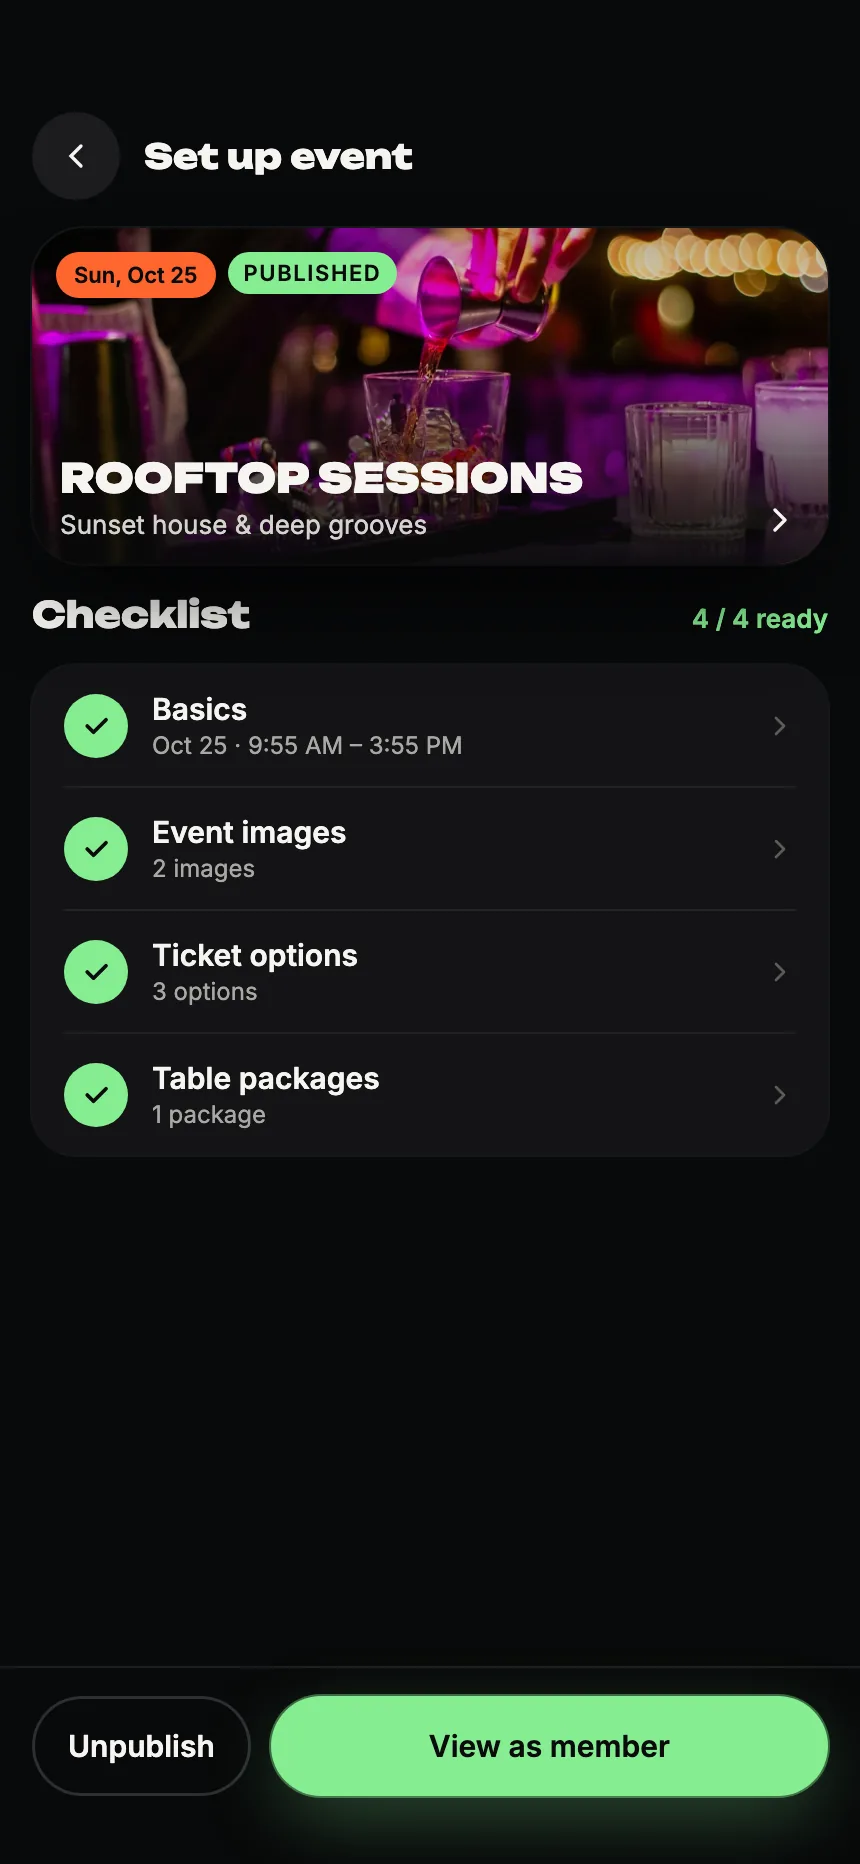 Set up event
Sun, Oct 25
PUBLISHED
ROOFTOP SESSIONS
Sunset house & deep grooves
Checklist
4 / 4 ready
Basics
Oct 25 · 9:55 AM – 3:55 PM
Event images
2 images
Ticket options
3 options
Table packages
1 package
Unpublish
View as member